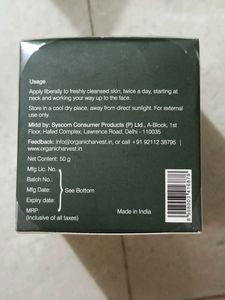 Usage
Apply liberally to freshly cleansed skin, twice a day, starting at
neck and working your way up to the face.
Store in a cool dry place, away from direct sunlight. For external
use only.
Mktd by: Syscom Consumer Products (P) Ltd., A-Block, 1st
Floor, Hafed Complex, Lawrence Road, Delhi - 110035
Feedback: info@organicharvest.in, or call + 91 92112 38795 |
www.organicharvest.in
Net Content: 50 g
Mfg Lic. No.
Batch No.:
Mfg Date: See Bottom
Expiry date:
MRP:
(Inclusive of all taxes)
Made in India